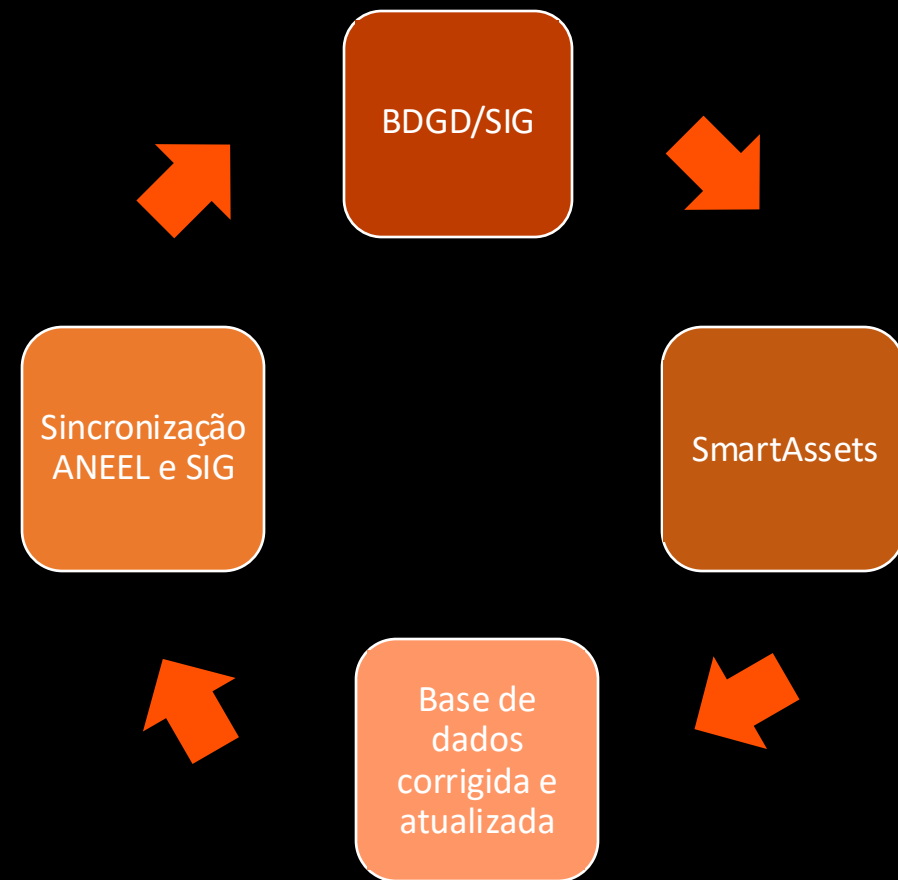 BDGD/SIG
SmartAssets
Base de
dados
corrigida e
atualizada
Sincronização
ANEEL e SIG